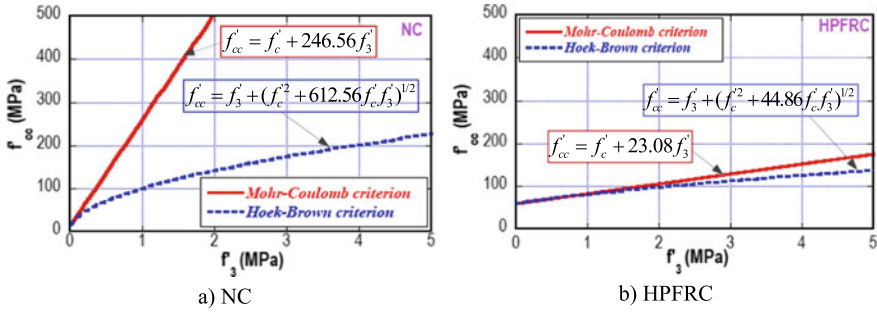 500
400
300
200
100
0
f'cc (MPa)
NC
f'cc = f'c + 246.56f'3
f'cc = f'3 + (f'c² + 612.56f'c f'3)^1/2
Mohr-Coulomb criterion
Hoek-Brown criterion
0 1 2 3 4 5
f'3 (MPa)
a) NC
500
400
300
200
100
0
f'cc (MPa)
HPFRC
Mohr-Coulomb criterion
Hoek-Brown criterion
f'cc = f'3 + (f'c² + 44.86f'c f'3)^1/2
f'cc = f'c + 23.08f'3
0 1 2 3 4 5
f'3 (MPa)
b) HPFRC